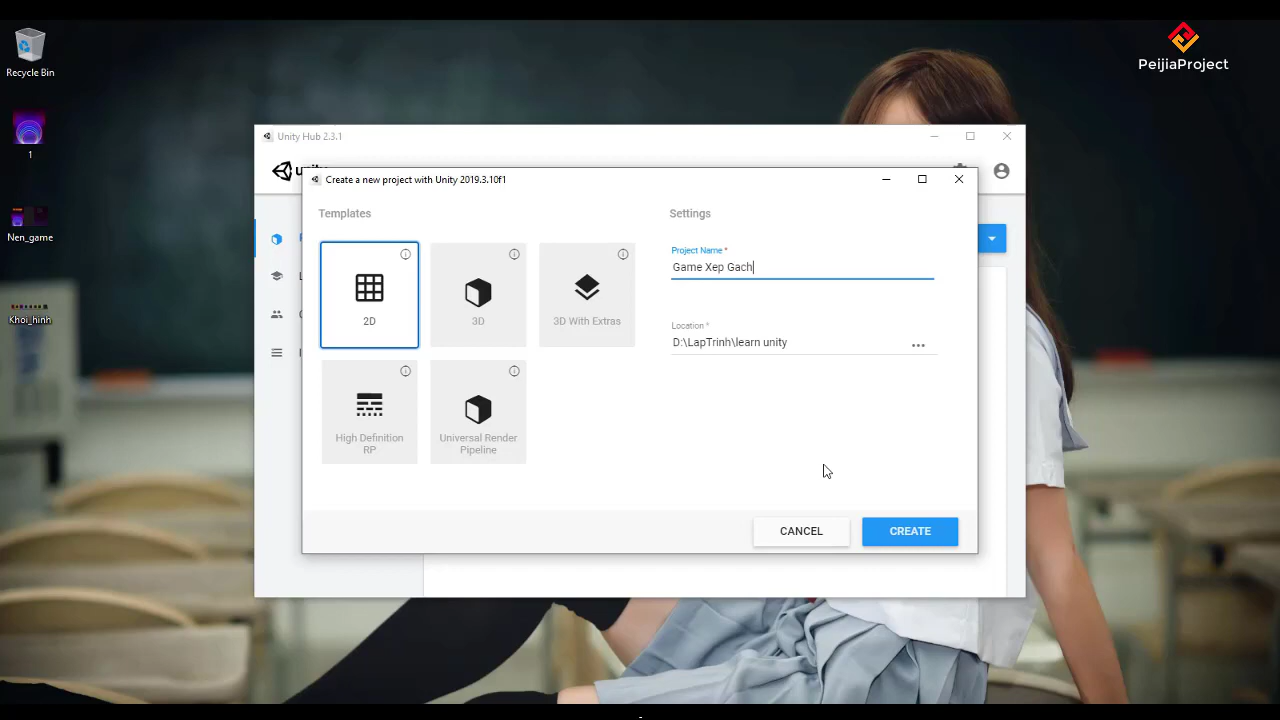 PeijiaProject
Recycle Bin
1
Nen_game
Khoi_hinh
Unity Hub 2.3.1
Create a new project with Unity 2019.3.10f1
Templates
Settings
2D
3D
3D With Extras
High Definition
RP
Universal Render
Pipeline
Project Name *
Game Xep Gach
Location *
D:\LapTrinh\learn unity
...
CANCEL
CREATE